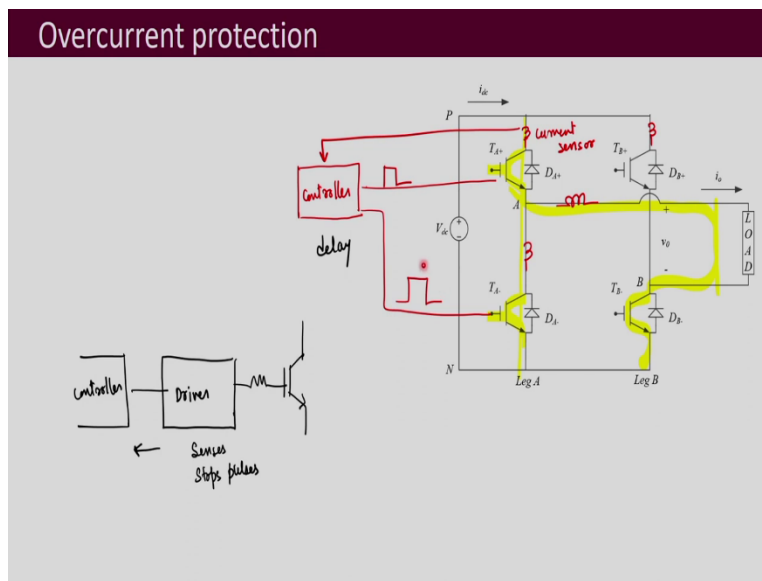 Overcurrent protection
i_dc
P
T_A+
D_A+
T_B+
D_B+
current
sensor
controller
delay
A
i_o
V_dc
+
-
+
v_0
-
LOAD
T_A-
D_A-
B
T_B-
D_B-
N
Leg A
Leg B
controller
Driver
Senses
Stops pulses